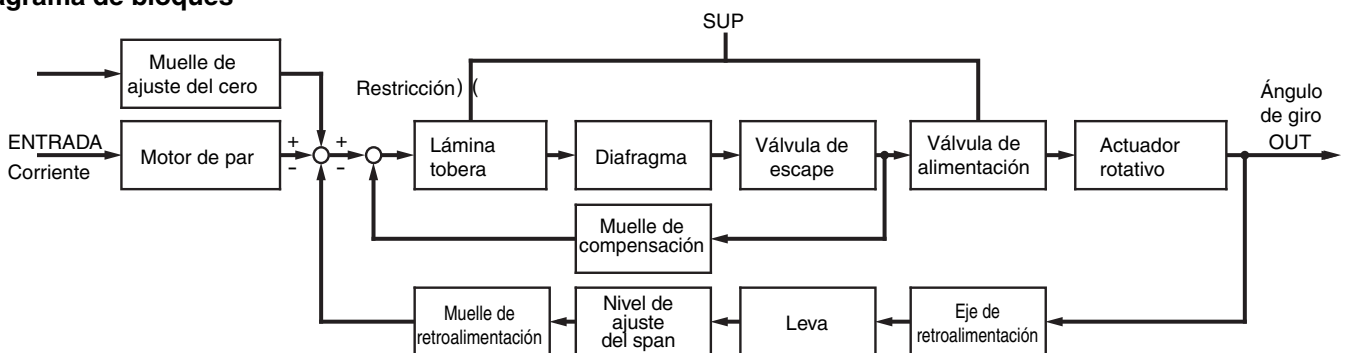 agrama de bloques
SUP
Muelle de
ajuste del cero
Restricción) (
Ángulo
de giro
OUT
ENTRADA
Corriente
Motor de par
+
-
+
-
Lámina
tobera
Diafragma
Válvula de
escape
Válvula de
alimentación
Actuador
rotativo
Muelle de
compensación
Muelle de
retroalimentación
Nivel de
ajuste
del span
Leva
Eje de
retroalimentación